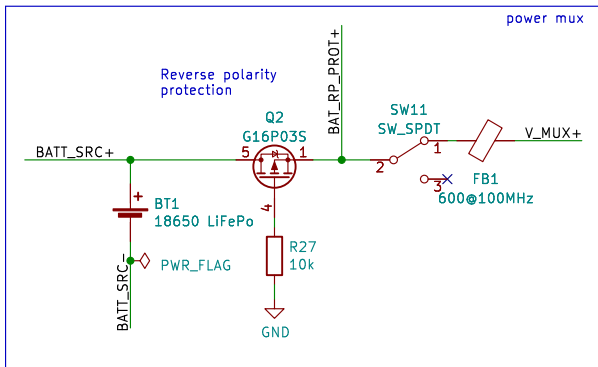 power mux
Reverse polarity
protection
BAT_RP_PROT+
Q2
G16P03S
SW11
SW_SPDT
V_MUX+
BATT_SRC+
5
1
2
1
3
FB1
600@100MHz
4
BT1
18650 LiFePo
+
R27
10k
PWR_FLAG
BATT_SRC-
GND